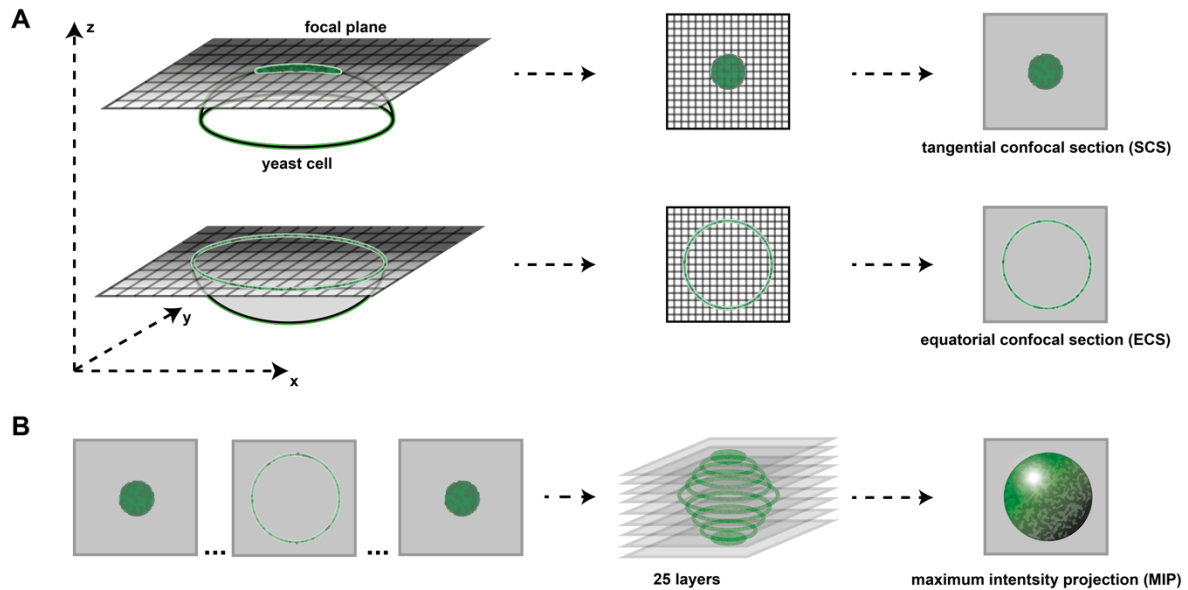 A
z
focal plane
yeast cell
tangential confocal section (SCS)
y
x
equatorial confocal section (ECS)
B
...
...
25 layers
maximum intentsity projection (MIP)